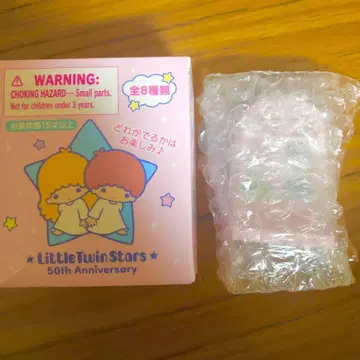 WARNING:
CHOKING HAZARD—Small parts.
Not for children under 3 years.
全8種類
対象年齢15才以上
どれがでるかは
お楽しみ♪
LittleTwinStars
50th Anniversary